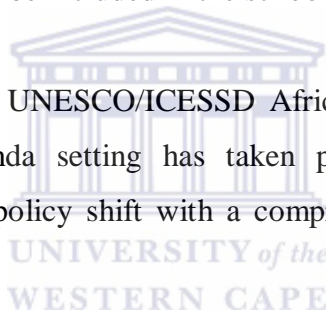 UNESCO/ICESSD Afric
nda setting has taken p
policy shift with a comp
UNIVERSITY of the
WESTERN CAPE